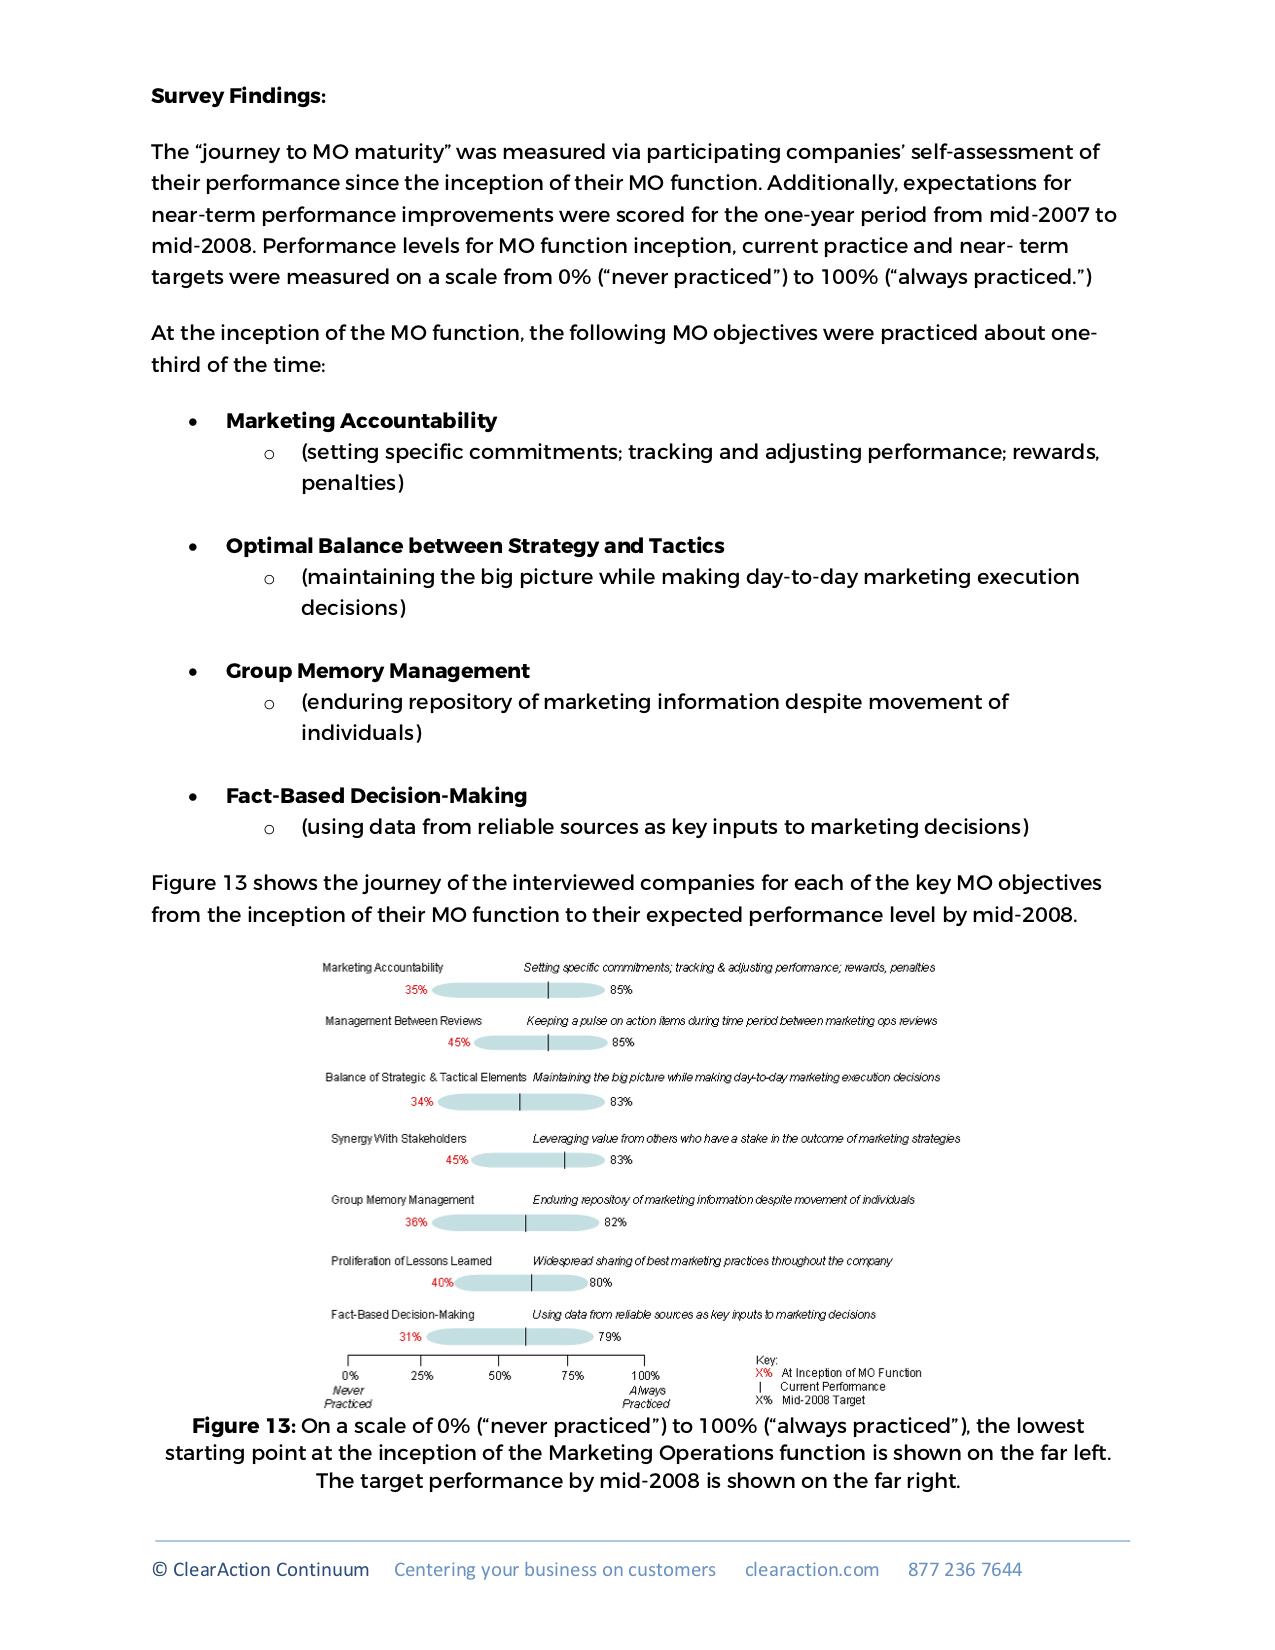 Survey Findings:
The “journey to MO maturity” was measured via participating companies’ self-assessment of
their performance since the inception of their MO function. Additionally, expectations for
near-term performance improvements were scored for the one-year period from mid-2007 to
mid-2008. Performance levels for MO function inception, current practice and near- term
targets were measured on a scale from 0% (“never practiced”) to 100% (“always practiced.”)
At the inception of the MO function, the following MO objectives were practiced about one-
third of the time:
• Marketing Accountability
o (setting specific commitments; tracking and adjusting performance; rewards,
penalties)
• Optimal Balance between Strategy and Tactics
o (maintaining the big picture while making day-to-day marketing execution
decisions)
• Group Memory Management
o (enduring repository of marketing information despite movement of
individuals)
• Fact-Based Decision-Making
o (using data from reliable sources as key inputs to marketing decisions)
Figure 13 shows the journey of the interviewed companies for each of the key MO objectives
from the inception of their MO function to their expected performance level by mid-2008.
Marketing Accountability Setting specific commitments; tracking & adjusting performance; rewards, penalties
35% 85%
Management Between Reviews Keeping a pulse on action items during time period between marketing ops reviews
45% 85%
Balance of Strategic & Tactical Elements Maintaining the big picture while making day-to-day marketing execution decisions
34% 83%
Synergy With Stakeholders Leveraging value from others who have a stake in the outcome of marketing strategies
45% 83%
Group Memory Management Enduring repository of marketing information despite movement of individuals
36% 82%
Proliferation of Lessons Learned Widespread sharing of best marketing practices throughout the company
40% 80%
Fact-Based Decision-Making Using data from reliable sources as key inputs to marketing decisions
31% 79%
0% 25% 50% 75% 100%
Never Always
Practiced Practiced
Key:
X% At Inception of MO Function
| Current Performance
X% Mid-2008 Target
Figure 13: On a scale of 0% (“never practiced”) to 100% (“always practiced”), the lowest
starting point at the inception of the Marketing Operations function is shown on the far left.
The target performance by mid-2008 is shown on the far right.
© ClearAction Continuum Centering your business on customers clearaction.com 877 236 7644